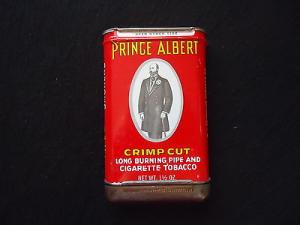 PRINCE ALBERT
CRIMP CUT
LONG BURNING PIPE AND
CIGARETTE TOBACCO
NET WT. 1½ OZ.